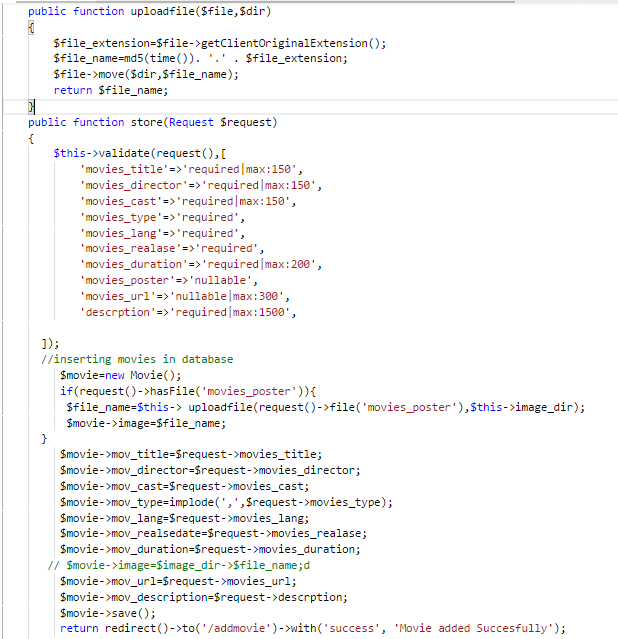 public function uploadfile($file,$dir)
{
$file_extension=$file->getClientOriginalExtension();
$file_name=md5(time()). '.' . $file_extension;
$file->move($dir,$file_name);
return $file_name;
}
public function store(Request $request)
{
$this->validate(request(),[
'movies_title'=>'required|max:150',
'movies_director'=>'required|max:150',
'movies_cast'=>'required|max:150',
'movies_type'=>'required',
'movies_lang'=>'required',
'movies_realase'=>'required',
'movies_duration'=>'required|max:200',
'movies_poster'=>'nullable',
'movies_url'=>'nullable|max:300',
'descrption'=>'required|max:1500',
]);
//inserting movies in database
$movie=new Movie();
if(request()->hasFile('movies_poster')){
$file_name=$this-> uploadfile(request()->file('movies_poster'),$this->image_dir);
$movie->image=$file_name;
}
$movie->mov_title=$request->movies_title;
$movie->mov_director=$request->movies_director;
$movie->mov_cast=$request->movies_cast;
$movie->mov_type=implode(',',$request->movies_type);
$movie->mov_lang=$request->movies_lang;
$movie->mov_realsedate=$request->movies_realase;
$movie->mov_duration=$request->movies_duration;
// $movie->image=$image_dir->$file_name;d
$movie->mov_url=$request->movies_url;
$movie->mov_description=$request->descrption;
$movie->save();
return redirect()->to('/addmovie')->with('success', 'Movie added Succesfully');